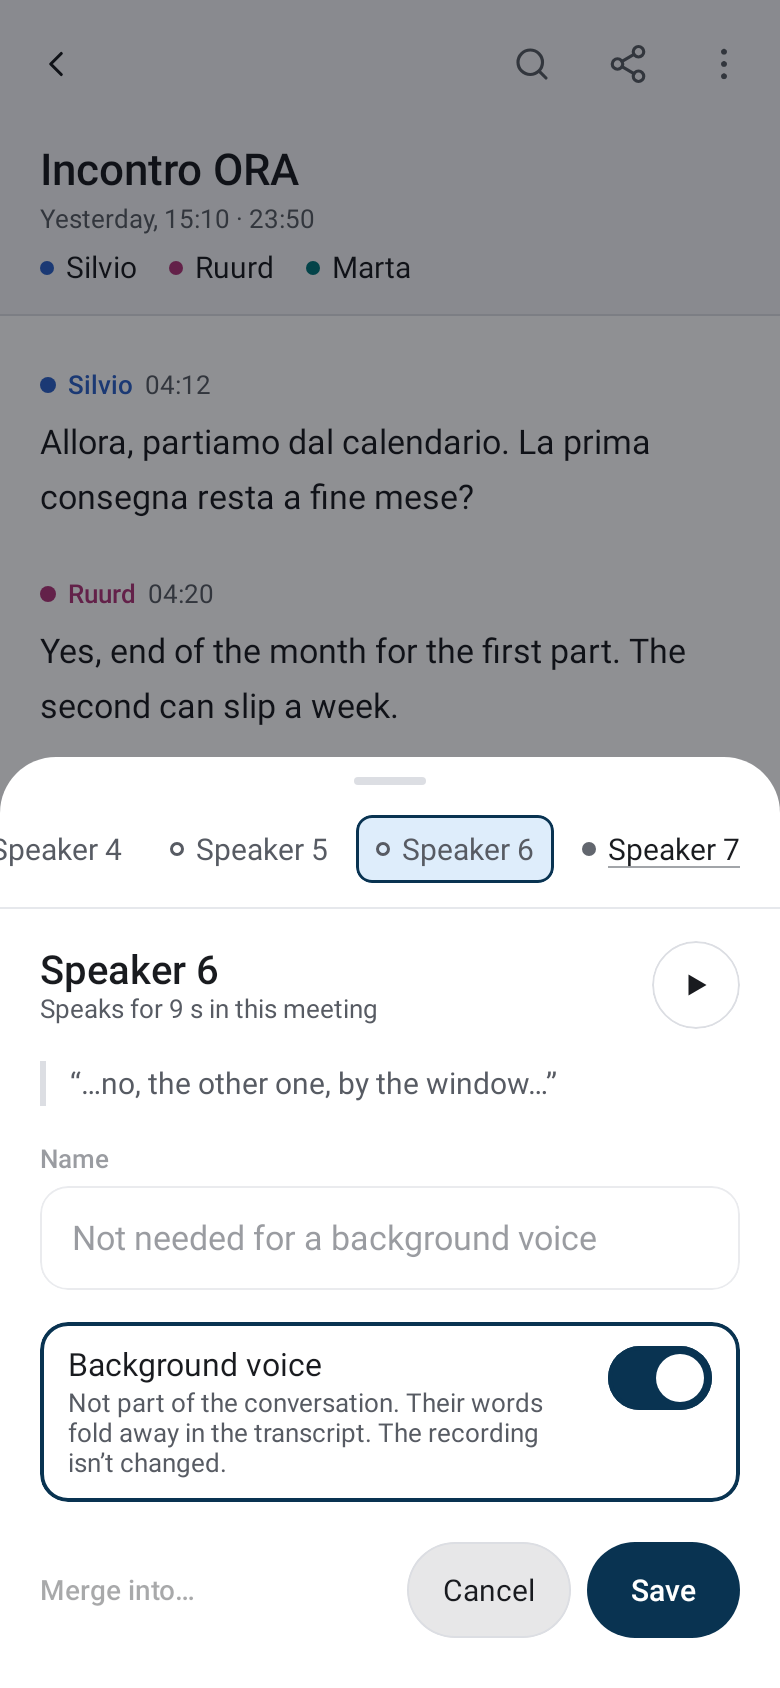 Incontro ORA
Yesterday, 15:10 · 23:50
Silvio Ruurd Marta
Silvio 04:12
Allora, partiamo dal calendario. La prima
consegna resta a fine mese?
Ruurd 04:20
Yes, end of the month for the first part. The
second can slip a week.
Speaker 4 Speaker 5 Speaker 6 Speaker 7
Speaker 6
Speaks for 9 s in this meeting
“…no, the other one, by the window…”
Name
Not needed for a background voice
Background voice
Not part of the conversation. Their words
fold away in the transcript. The recording
isn’t changed.
Merge into… Cancel Save